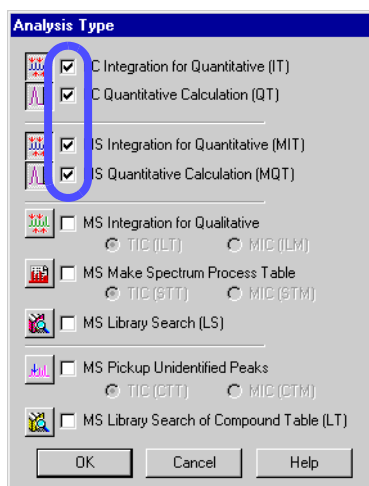 Analysis Type
C Integration for Quantitative (IT)
C Quantitative Calculation (QT)
IS Integration for Quantitative (MIT)
IS Quantitative Calculation (MQT)
MS Integration for Qualitative
TIC (ILT) MIC (ILM)
MS Make Spectrum Process Table
TIC (STT) MIC (STM)
MS Library Search (LS)
MS Pickup Unidentified Peaks
TIC (CTT) MIC (CTM)
MS Library Search of Compound Table (LT)
OK Cancel Help